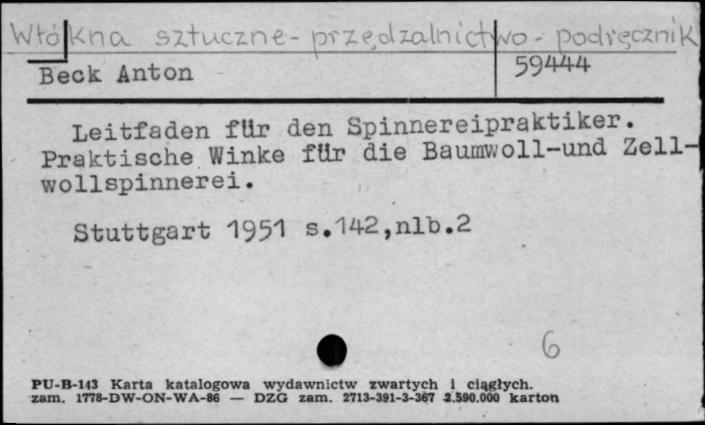 Włókna sztuczne - przędzalnictwo - podręcznik
Beck Anton 59444
Leitfaden für den Spinnereipraktiker.
Praktische Winke für die Baumwoll-und Zell-
wollspinnerei.
Stuttgart 1951 s.142,nlb.2
6
PU-B-143 Karta katalogowa wydawnictw zwartych i ciągłych.
zam. 1778-DW-ON-WA-86 — DZG zam. 2713-391-3-367 2.590.000 karton